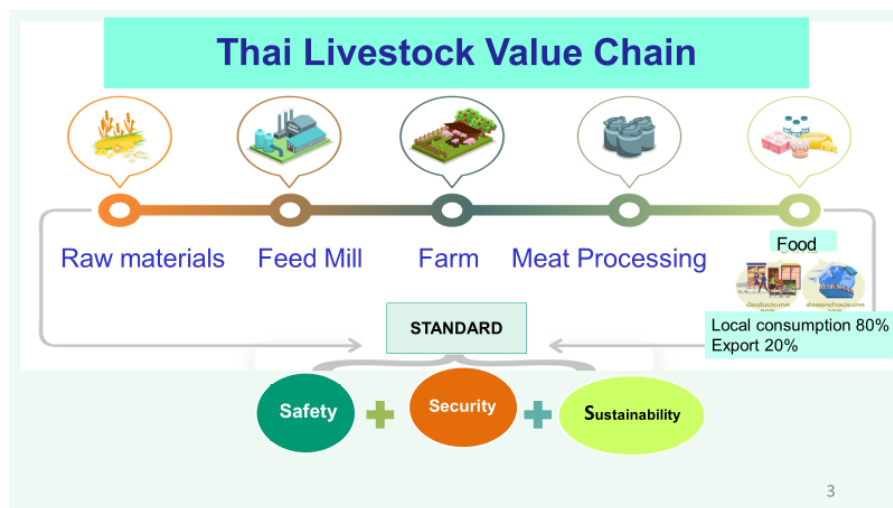 Thai Livestock Value Chain
Raw materials
Feed Mill
Farm
Meat Processing
Food
Local consumption 80%
Export 20%
STANDARD
Safety
Security
Sustainability
3